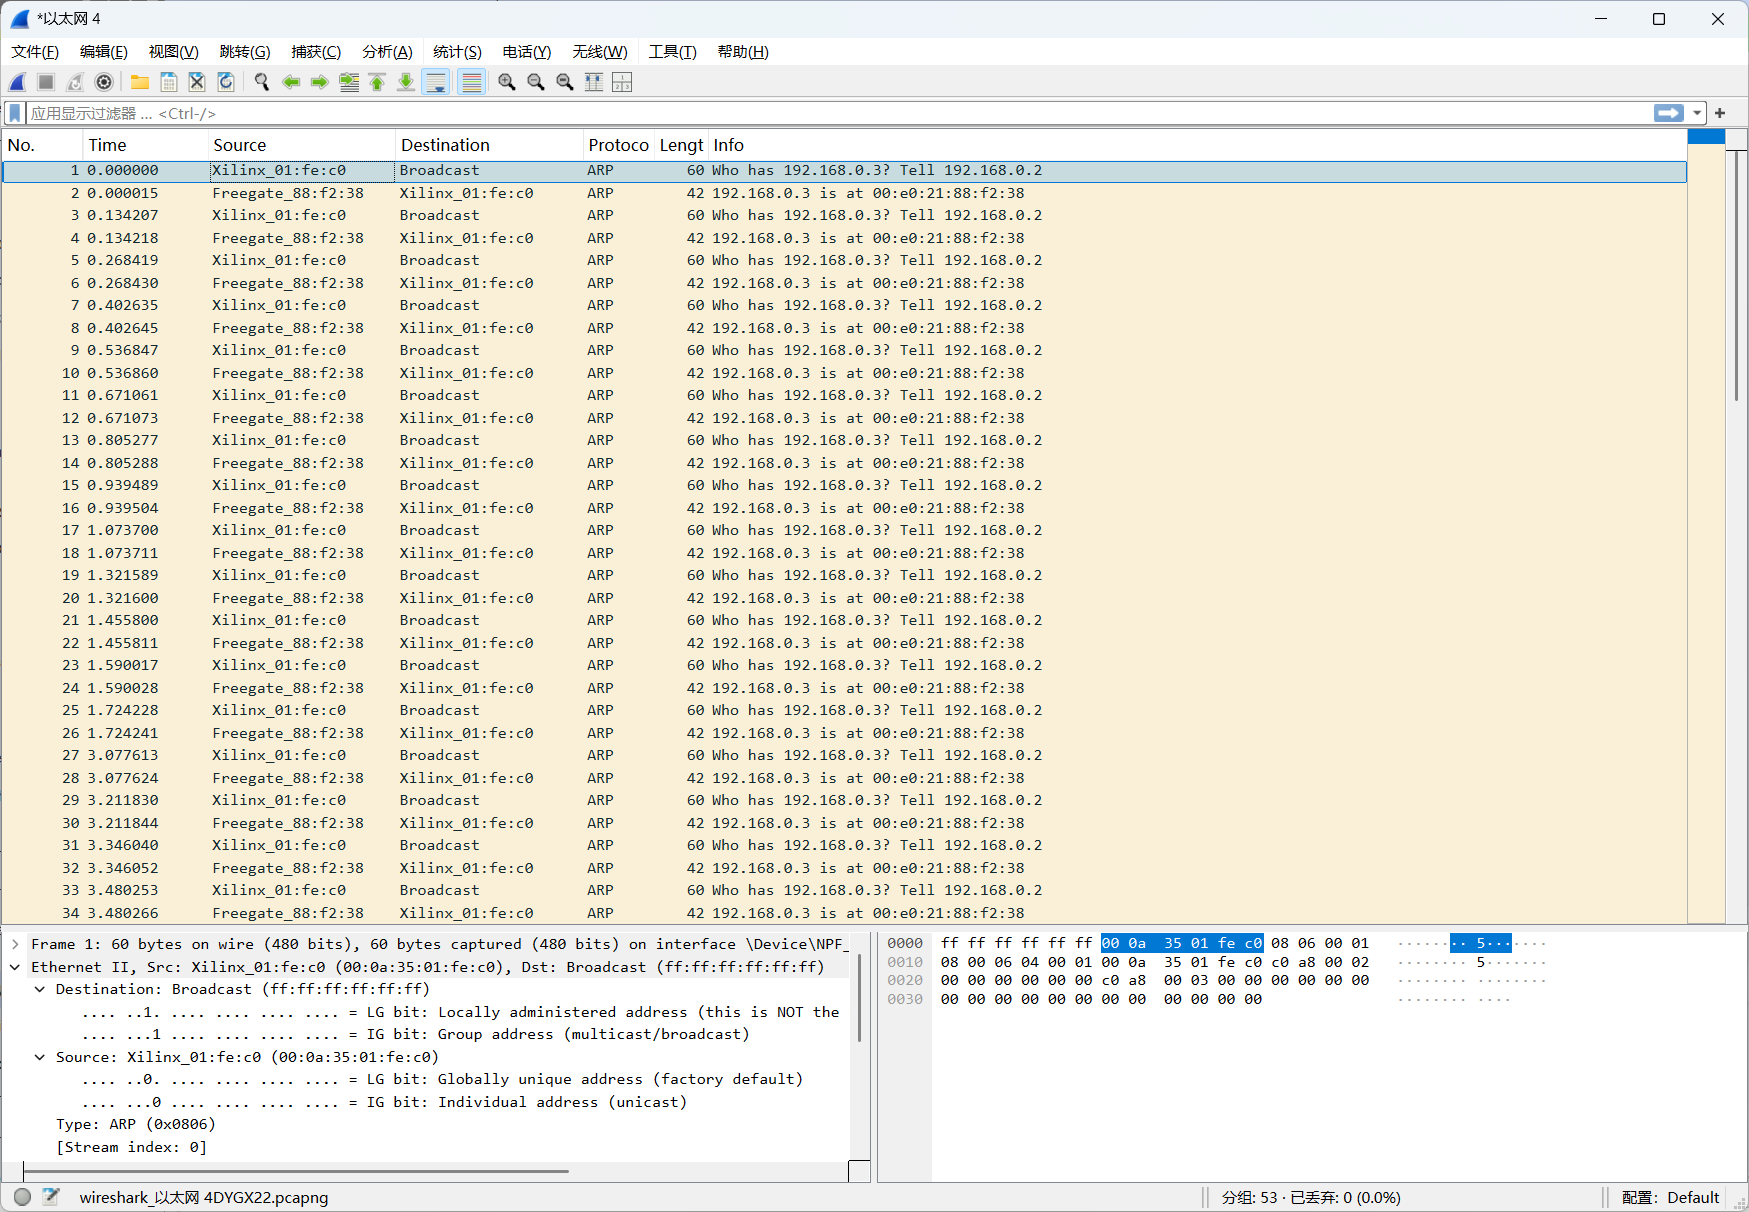 *以太网 4
文件(F) 编辑(E) 视图(V) 跳转(G) 捕获(C) 分析(A) 统计(S) 电话(Y) 无线(W) 工具(T) 帮助(H)
应用显示过滤器 … <Ctrl-/>
No. Time Source Destination Protoco Lengt Info
1 0.000000 Xilinx_01:fe:c0 Broadcast ARP 60 Who has 192.168.0.3? Tell 192.168.0.2
2 0.000015 Freegate_88:f2:38 Xilinx_01:fe:c0 ARP 42 192.168.0.3 is at 00:e0:21:88:f2:38
3 0.134207 Xilinx_01:fe:c0 Broadcast ARP 60 Who has 192.168.0.3? Tell 192.168.0.2
4 0.134218 Freegate_88:f2:38 Xilinx_01:fe:c0 ARP 42 192.168.0.3 is at 00:e0:21:88:f2:38
5 0.268419 Xilinx_01:fe:c0 Broadcast ARP 60 Who has 192.168.0.3? Tell 192.168.0.2
6 0.268430 Freegate_88:f2:38 Xilinx_01:fe:c0 ARP 42 192.168.0.3 is at 00:e0:21:88:f2:38
7 0.402635 Xilinx_01:fe:c0 Broadcast ARP 60 Who has 192.168.0.3? Tell 192.168.0.2
8 0.402645 Freegate_88:f2:38 Xilinx_01:fe:c0 ARP 42 192.168.0.3 is at 00:e0:21:88:f2:38
9 0.536847 Xilinx_01:fe:c0 Broadcast ARP 60 Who has 192.168.0.3? Tell 192.168.0.2
10 0.536860 Freegate_88:f2:38 Xilinx_01:fe:c0 ARP 42 192.168.0.3 is at 00:e0:21:88:f2:38
11 0.671061 Xilinx_01:fe:c0 Broadcast ARP 60 Who has 192.168.0.3? Tell 192.168.0.2
12 0.671073 Freegate_88:f2:38 Xilinx_01:fe:c0 ARP 42 192.168.0.3 is at 00:e0:21:88:f2:38
13 0.805277 Xilinx_01:fe:c0 Broadcast ARP 60 Who has 192.168.0.3? Tell 192.168.0.2
14 0.805288 Freegate_88:f2:38 Xilinx_01:fe:c0 ARP 42 192.168.0.3 is at 00:e0:21:88:f2:38
15 0.939489 Xilinx_01:fe:c0 Broadcast ARP 60 Who has 192.168.0.3? Tell 192.168.0.2
16 0.939504 Freegate_88:f2:38 Xilinx_01:fe:c0 ARP 42 192.168.0.3 is at 00:e0:21:88:f2:38
17 1.073700 Xilinx_01:fe:c0 Broadcast ARP 60 Who has 192.168.0.3? Tell 192.168.0.2
18 1.073711 Freegate_88:f2:38 Xilinx_01:fe:c0 ARP 42 192.168.0.3 is at 00:e0:21:88:f2:38
19 1.321589 Xilinx_01:fe:c0 Broadcast ARP 60 Who has 192.168.0.3? Tell 192.168.0.2
20 1.321600 Freegate_88:f2:38 Xilinx_01:fe:c0 ARP 42 192.168.0.3 is at 00:e0:21:88:f2:38
21 1.455800 Xilinx_01:fe:c0 Broadcast ARP 60 Who has 192.168.0.3? Tell 192.168.0.2
22 1.455811 Freegate_88:f2:38 Xilinx_01:fe:c0 ARP 42 192.168.0.3 is at 00:e0:21:88:f2:38
23 1.590017 Xilinx_01:fe:c0 Broadcast ARP 60 Who has 192.168.0.3? Tell 192.168.0.2
24 1.590028 Freegate_88:f2:38 Xilinx_01:fe:c0 ARP 42 192.168.0.3 is at 00:e0:21:88:f2:38
25 1.724228 Xilinx_01:fe:c0 Broadcast ARP 60 Who has 192.168.0.3? Tell 192.168.0.2
26 1.724241 Freegate_88:f2:38 Xilinx_01:fe:c0 ARP 42 192.168.0.3 is at 00:e0:21:88:f2:38
27 3.077613 Xilinx_01:fe:c0 Broadcast ARP 60 Who has 192.168.0.3? Tell 192.168.0.2
28 3.077624 Freegate_88:f2:38 Xilinx_01:fe:c0 ARP 42 192.168.0.3 is at 00:e0:21:88:f2:38
29 3.211830 Xilinx_01:fe:c0 Broadcast ARP 60 Who has 192.168.0.3? Tell 192.168.0.2
30 3.211844 Freegate_88:f2:38 Xilinx_01:fe:c0 ARP 42 192.168.0.3 is at 00:e0:21:88:f2:38
31 3.346040 Xilinx_01:fe:c0 Broadcast ARP 60 Who has 192.168.0.3? Tell 192.168.0.2
32 3.346052 Freegate_88:f2:38 Xilinx_01:fe:c0 ARP 42 192.168.0.3 is at 00:e0:21:88:f2:38
33 3.480253 Xilinx_01:fe:c0 Broadcast ARP 60 Who has 192.168.0.3? Tell 192.168.0.2
34 3.480266 Freegate_88:f2:38 Xilinx_01:fe:c0 ARP 42 192.168.0.3 is at 00:e0:21:88:f2:38
Frame 1: 60 bytes on wire (480 bits), 60 bytes captured (480 bits) on interface \Device\NPF_
Ethernet II, Src: Xilinx_01:fe:c0 (00:0a:35:01:fe:c0), Dst: Broadcast (ff:ff:ff:ff:ff:ff)
Destination: Broadcast (ff:ff:ff:ff:ff:ff)
.... ..1. .... .... .... .... = LG bit: Locally administered address (this is NOT the
.... ...1 .... .... .... .... = IG bit: Group address (multicast/broadcast)
Source: Xilinx_01:fe:c0 (00:0a:35:01:fe:c0)
.... ..0. .... .... .... .... = LG bit: Globally unique address (factory default)
.... ...0 .... .... .... .... = IG bit: Individual address (unicast)
Type: ARP (0x0806)
[Stream index: 0]
0000 ff ff ff ff ff ff 00 0a 35 01 fe c0 08 06 00 01 ········ 5·······
0010 08 00 06 04 00 01 00 0a 35 01 fe c0 c0 a8 00 02 ········ 5·······
0020 00 00 00 00 00 00 c0 a8 00 03 00 00 00 00 00 00 ········ ········
0030 00 00 00 00 00 00 00 00 00 00 00 00 ········ ····
wireshark_以太网 4DYGX22.pcapng
分组: 53 · 已丢弃: 0 (0.0%)
配置: Default